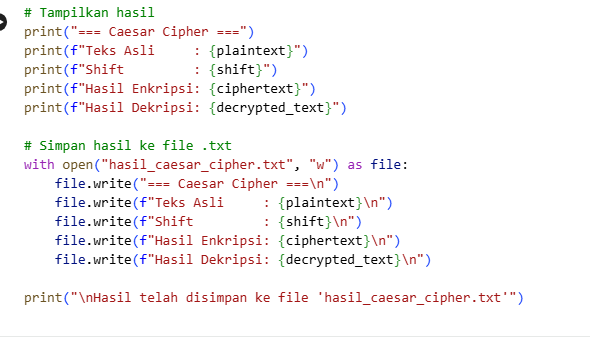 # Tampilkan hasil
print("=== Caesar Cipher ===")
print(f"Teks Asli     : {plaintext}")
print(f"Shift         : {shift}")
print(f"Hasil Enkripsi: {ciphertext}")
print(f"Hasil Dekripsi: {decrypted_text}")

# Simpan hasil ke file .txt
with open("hasil_caesar_cipher.txt", "w") as file:
    file.write("=== Caesar Cipher ===\n")
    file.write(f"Teks Asli     : {plaintext}\n")
    file.write(f"Shift         : {shift}\n")
    file.write(f"Hasil Enkripsi: {ciphertext}\n")
    file.write(f"Hasil Dekripsi: {decrypted_text}\n")

print("\nHasil telah disimpan ke file 'hasil_caesar_cipher.txt'")